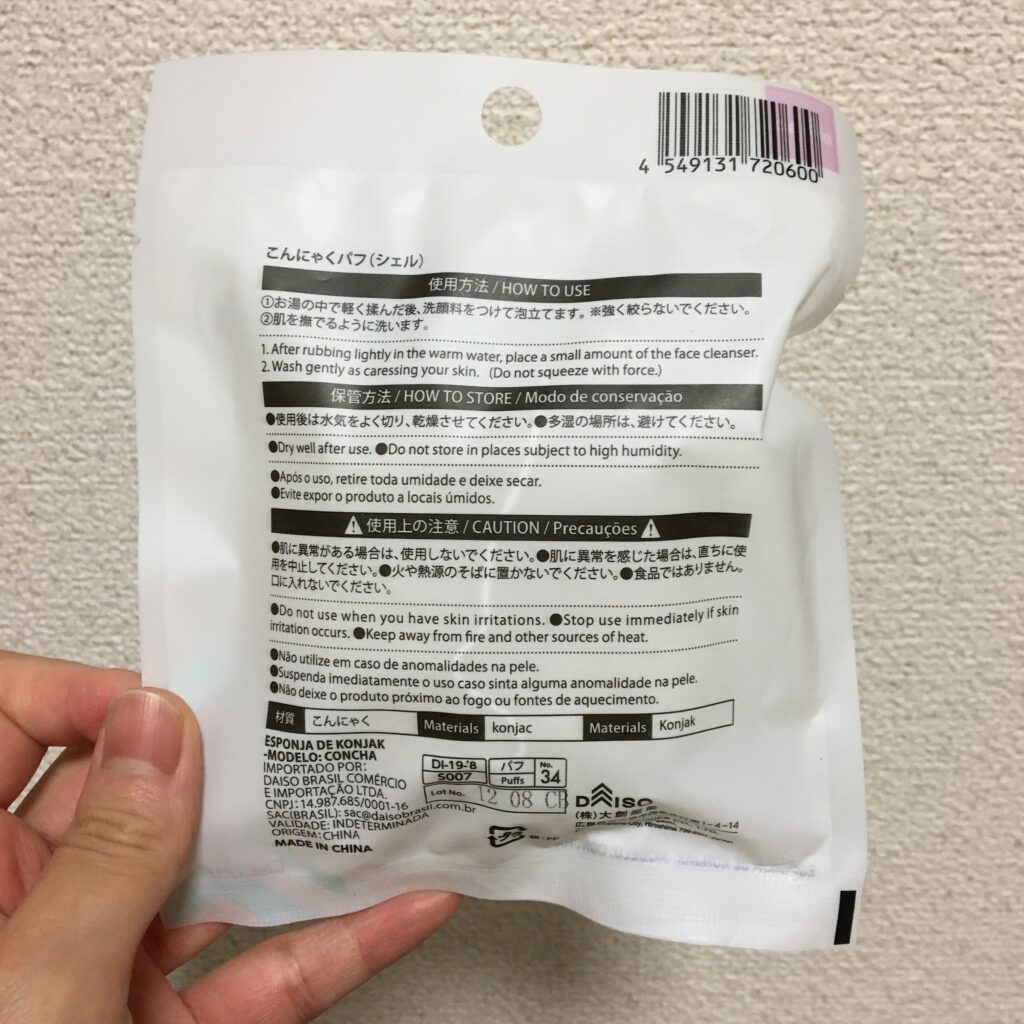 4 549131 720600
こんにゃくパフ(シェル)
使用方法 / HOW TO USE
①お湯の中で軽く揉んだ後、洗顔料をつけて泡立てます。※強く絞らないでください。
②肌を撫でるように洗います。
1. After rubbing lightly in the warm water, place a small amount of the face cleanser.
2. Wash gently as caressing your skin. (Do not squeeze with force.)
保管方法 / HOW TO STORE / Modo de conservação
●使用後は水気をよく切り、乾燥させてください。●多湿の場所は、避けてください。
●Dry well after use. ●Do not store in places subject to high humidity.
●Após o uso, retire toda umidade e deixe secar.
●Evite expor o produto a locais úmidos.
⚠ 使用上の注意 / CAUTION / Precauções ⚠
●肌に異常がある場合は、使用しないでください。●肌に異常を感じた場合は、直ちに使
用を中止してください。●火や熱源のそばに置かないでください。●食品ではありません。
口に入れないでください。
●Do not use when you have skin irritations. ●Stop use immediately if skin
irritation occurs. ●Keep away from fire and other sources of heat.
●Não utilize em caso de anomalidades na pele.
●Suspenda imediatamente o uso caso sinta alguma anomalidade na pele.
●Não deixe o produto próximo ao fogo ou fontes de aquecimento.
材質 こんにゃく Materials konjac Materials Konjak
ESPONJA DE KONJAK
-MODELO: CONCHA
IMPORTADO POR:
DAISO BRASIL COMÉRCIO
E IMPORTAÇÃO LTDA.
CNPJ: 14.987.685/0001-16
SAC(BRASIL): sac@daisobrasil.com.br
VALIDADE: INDETERMINADA
ORIGEM: CHINA
MADE IN CHINA
DI-19-'8
S007
パフ
Puffs
No.
34
Lot No. 12 08 CB
DAISO
(株)大創産業
プラ